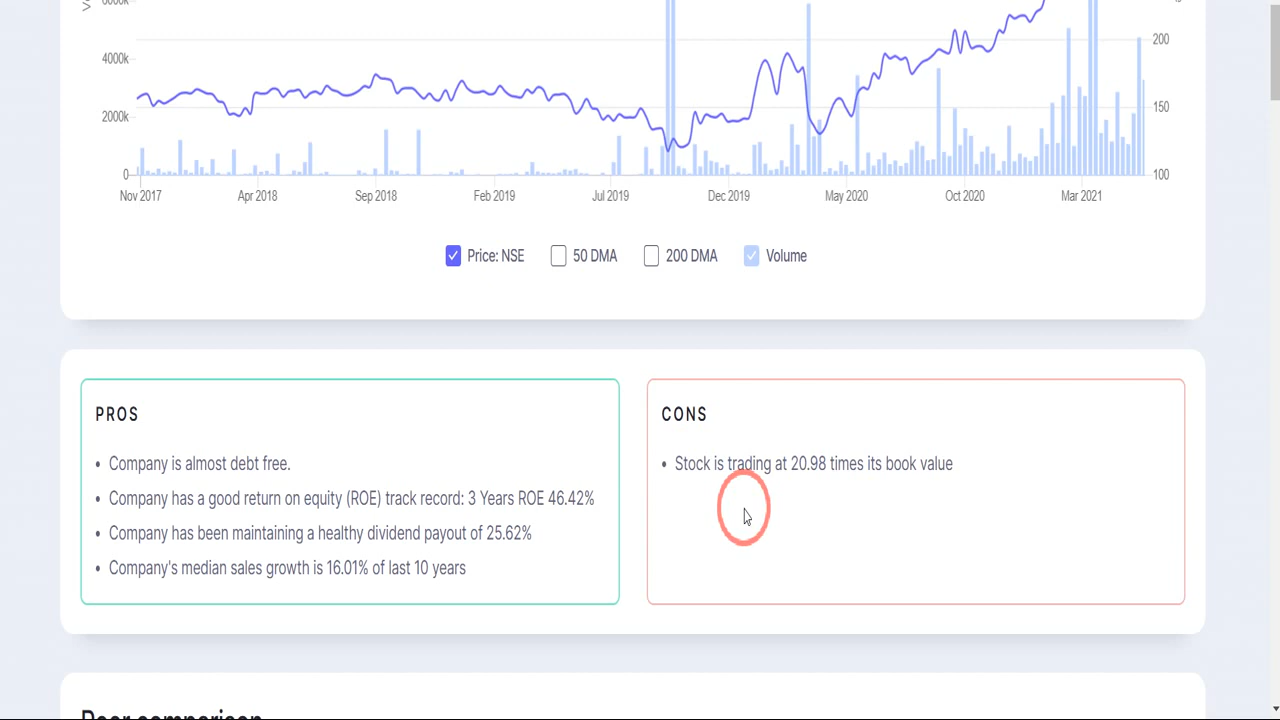 4000k
2000k
0
200
150
100
Nov 2017 Apr 2018 Sep 2018 Feb 2019 Jul 2019 Dec 2019 May 2020 Oct 2020 Mar 2021
Price: NSE 50 DMA 200 DMA Volume
PROS
• Company is almost debt free.
• Company has a good return on equity (ROE) track record: 3 Years ROE 46.42%
• Company has been maintaining a healthy dividend payout of 25.62%
• Company's median sales growth is 16.01% of last 10 years
CONS
• Stock is trading at 20.98 times its book value
Peer comparison